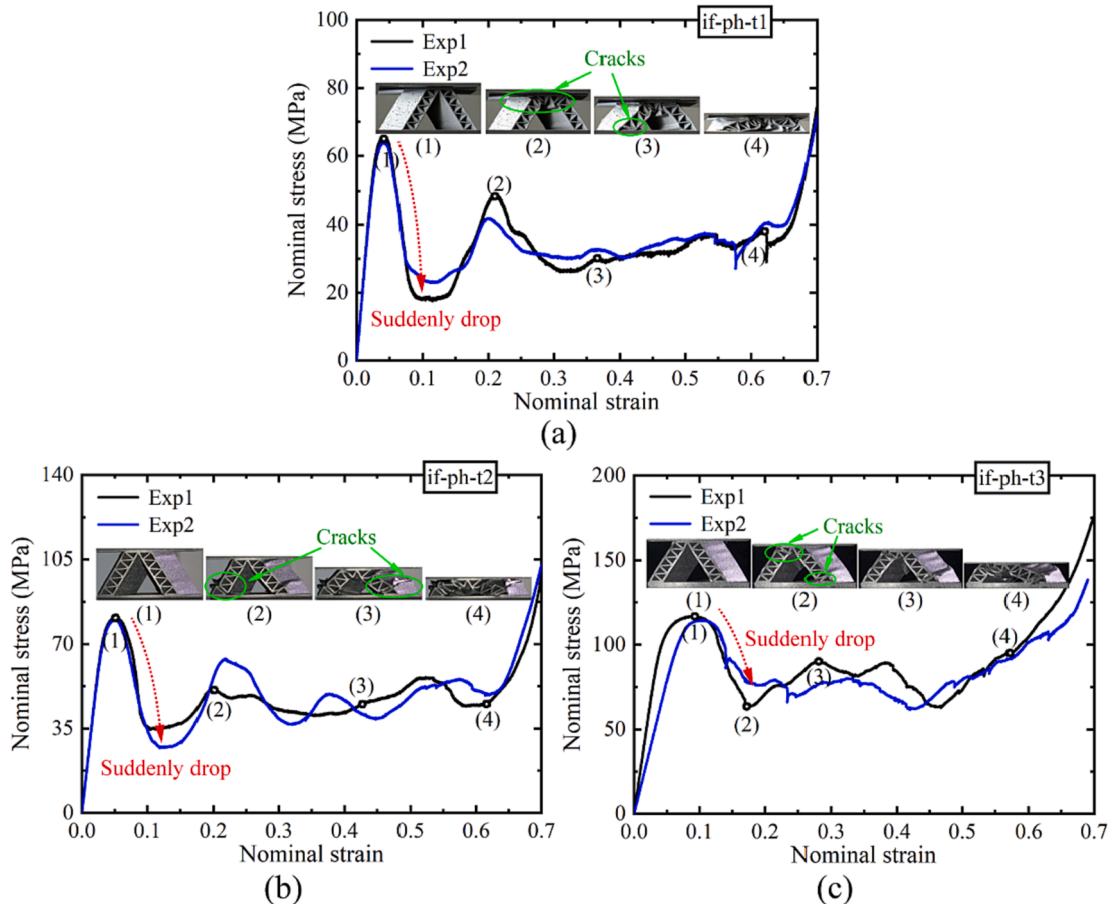 if-ph-t1
100
80
60
40
20
0
Nominal stress (MPa)
Exp1
Exp2
Cracks
(1)
(2)
(3)
(4)
(1)
(2)
(3)
(4)
Suddenly drop
0.0 0.1 0.2 0.3 0.4 0.5 0.6 0.7
Nominal strain
(a)
if-ph-t2
140
105
70
35
0
Nominal stress (MPa)
Exp1
Exp2
Cracks
(1)
(2)
(3)
(4)
(1)
(2)
(3)
(4)
Suddenly drop
0.0 0.1 0.2 0.3 0.4 0.5 0.6 0.7
Nominal strain
(b)
if-ph-t3
200
150
100
50
0
Nominal stress (MPa)
Exp1
Exp2
Cracks
(1)
(2)
(3)
(4)
(1)
(2)
(3)
(4)
Suddenly drop
0.0 0.1 0.2 0.3 0.4 0.5 0.6 0.7
Nominal strain
(c)